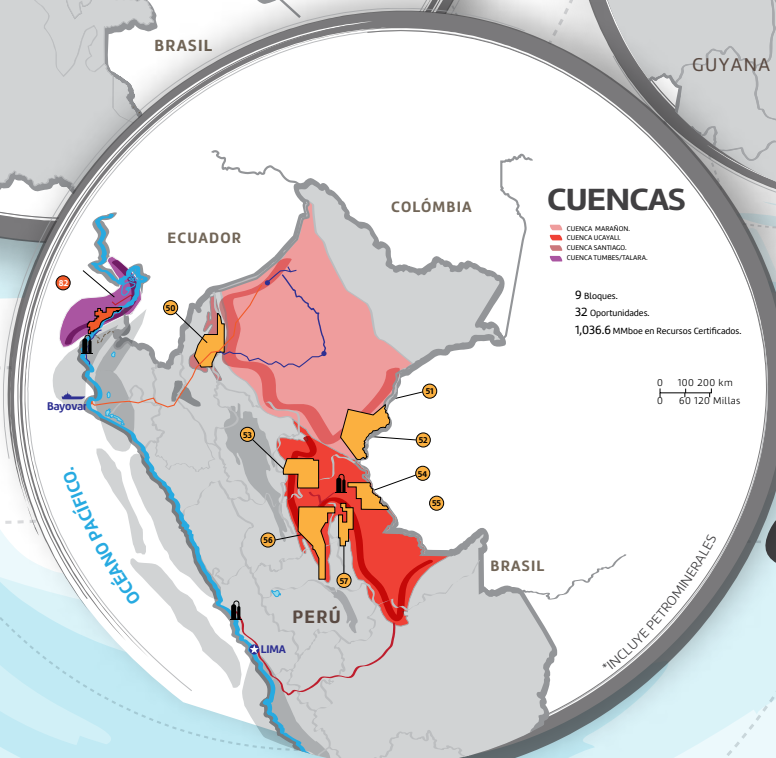 BRASIL
GUYANA
COLÓMBIA
ECUADOR
CUENCAS
CUENCA MARAÑON.
CUENCA UCAYALI.
CUENCA SANTIAGO.
CUENCA TUMBES/TALARA.
82
50
9 Bloques.
32 Oportunidades.
1,036.6 MMboe en Recursos Certificados.
0 100 200 km
0 60 120 Millas
Bayovar
51
53
52
54
55
OCÉANO PACÍFICO.
56
57
BRASIL
PERÚ
LIMA
*INCLUYE PETROMINERALES